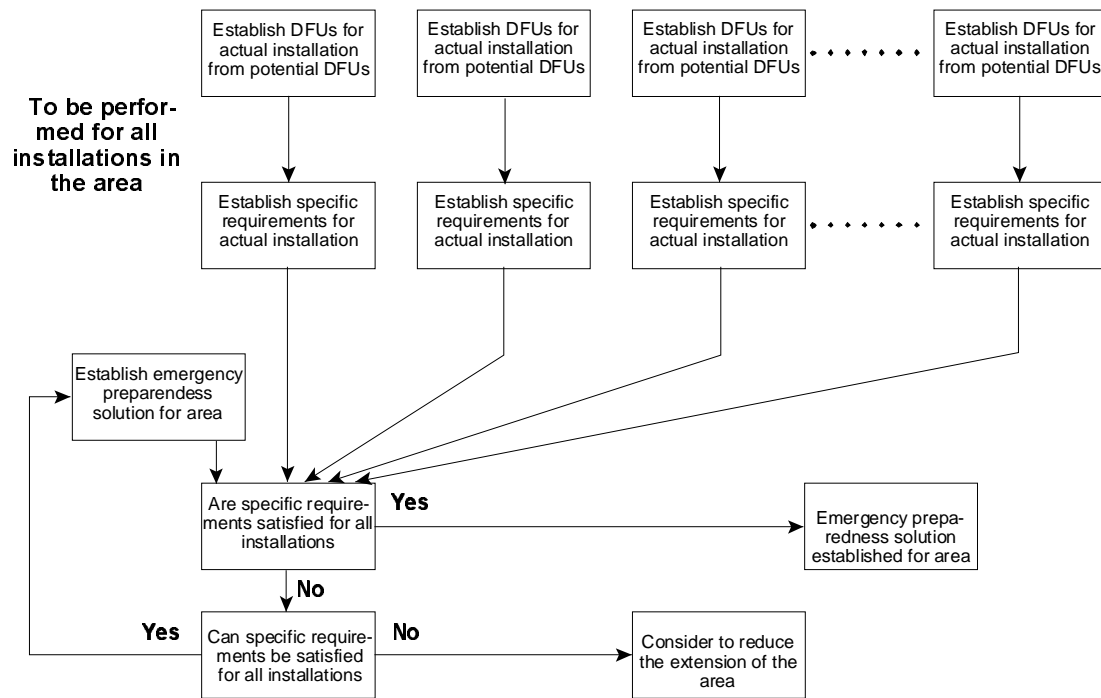 Establish DFUs for
actual installation
from potential DFUs
Establish DFUs for
actual installation
from potential DFUs
Establish DFUs for
actual installation
from potential DFUs
Establish DFUs for
actual installation
from potential DFUs
To be perfor-
med for all
installations in
the area
Establish specific
requirements for
actual installation
Establish specific
requirements for
actual installation
Establish specific
requirements for
actual installation
Establish specific
requirements for
actual installation
Establish emergency
preparendess
solution for area
Are specific require-
ments satisfied for all
installations
Yes
Emergency prepa-
redness solution
established for area
No
Yes
Can specific require-
ments be satisfied
for all installations
No
Consider to reduce
the extension of the
area